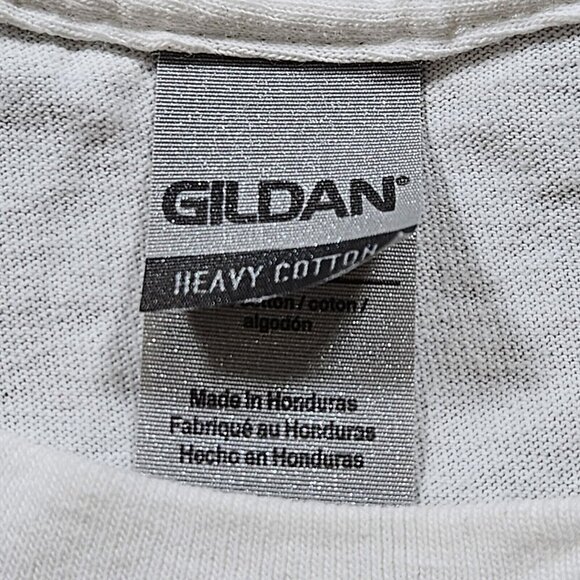 GILDAN®
HEAVY COTTON
/ coton /
algodón
Made in Honduras
Fabriqué au Honduras
Hecho en Honduras